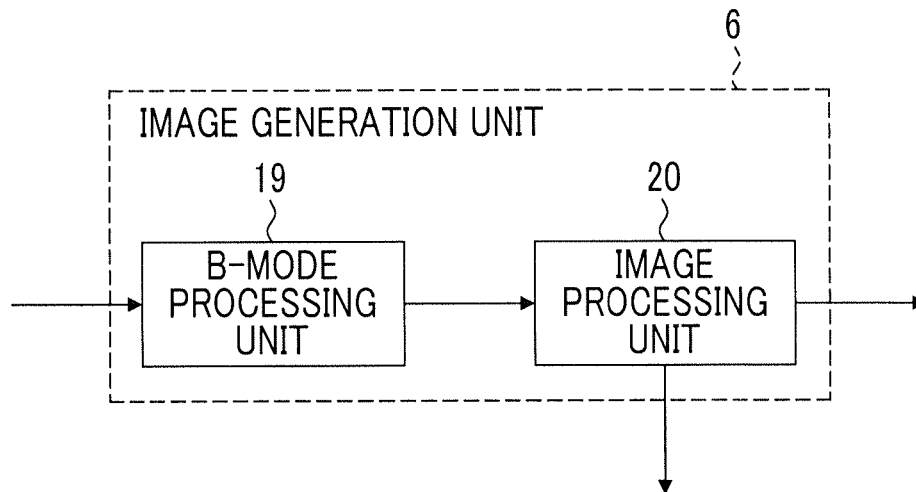 6
IMAGE GENERATION UNIT
19
20
B-MODE
PROCESSING
UNIT
IMAGE
PROCESSING
UNIT